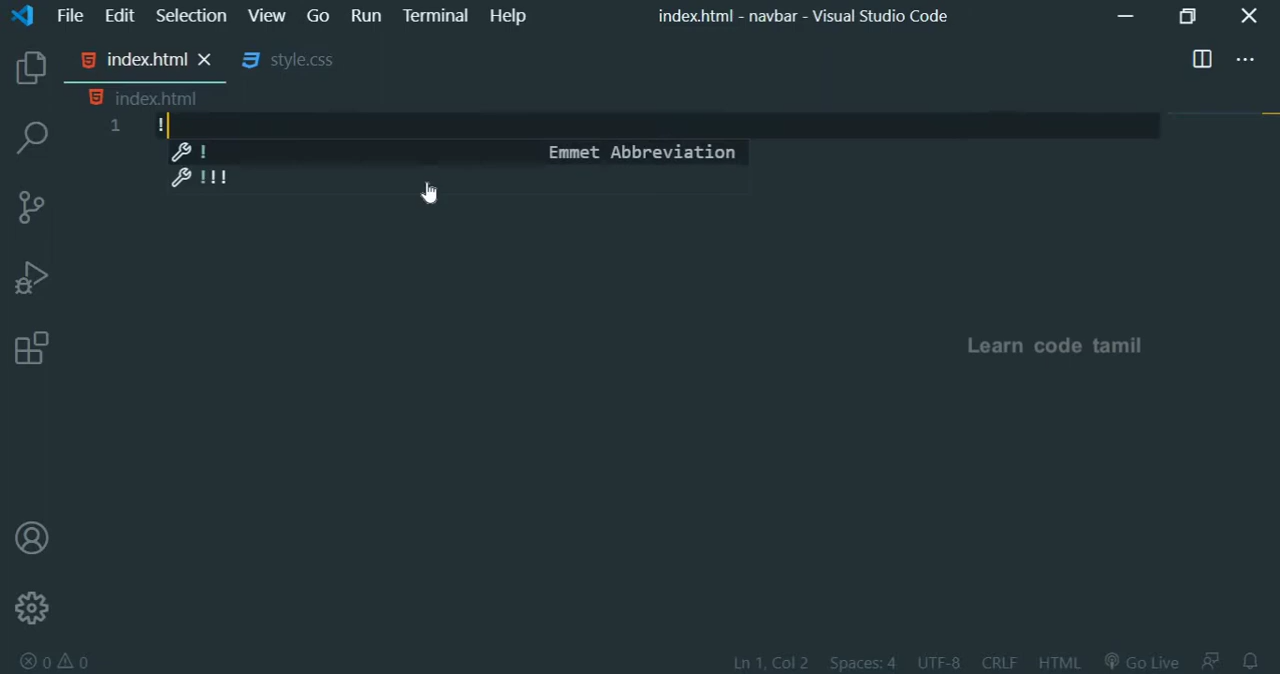 File Edit Selection View Go Run Terminal Help index.html - navbar - Visual Studio Code
index.html style.css
index.html
1 !
! Emmet Abbreviation
!!!
Learn code tamil
0 0 Ln 1, Col 2 Spaces: 4 UTF-8 CRLF HTML Go Live